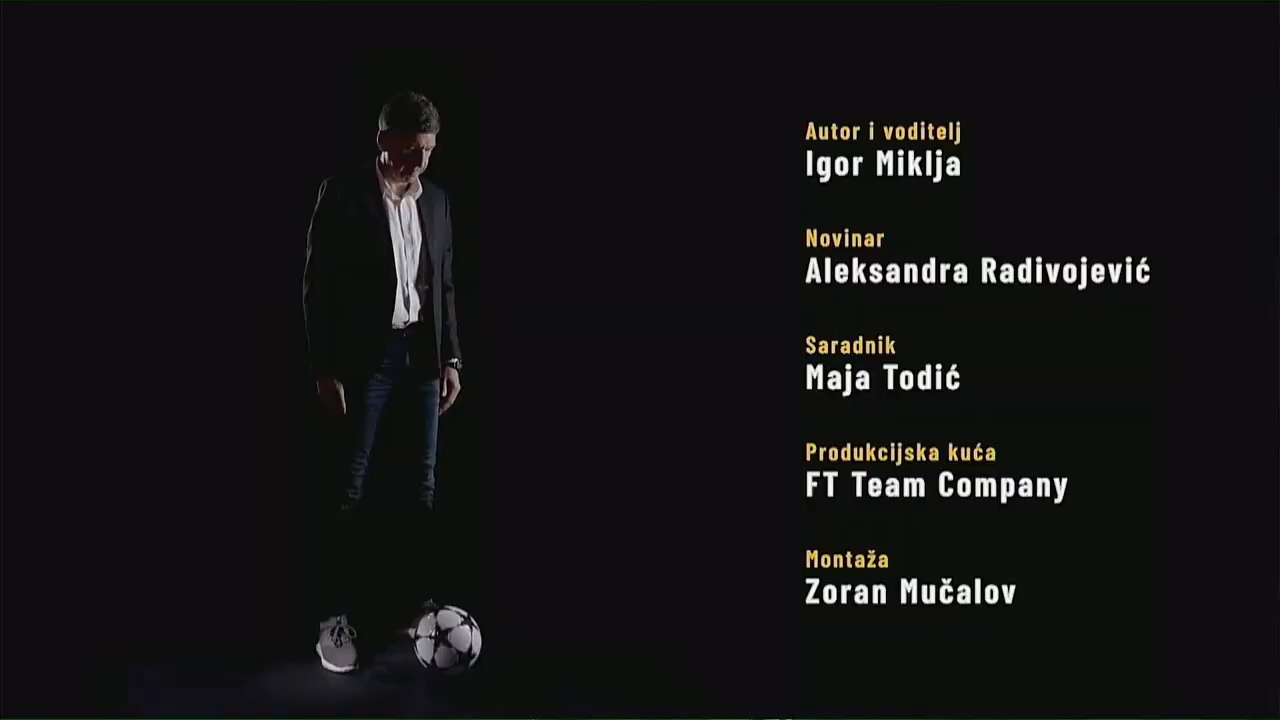 Autor i voditelj
Igor Miklja
Novinar
Aleksandra Radivojević
Saradnik
Maja Todić
Produkcijska kuća
FT Team Company
Montaža
Zoran Mučalov